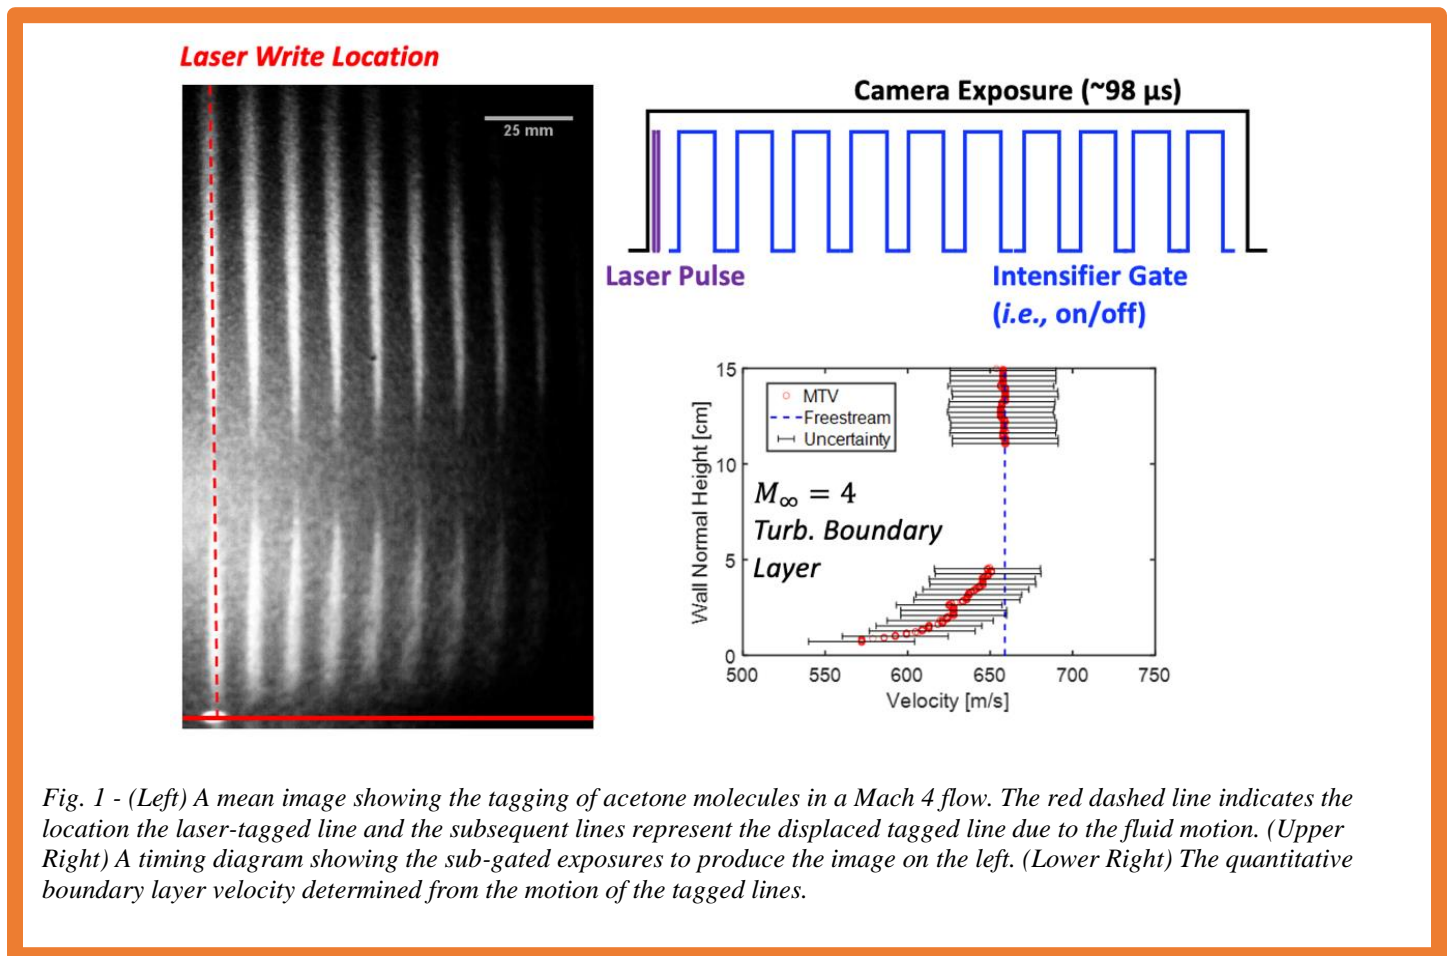 Laser Write Location
25 mm
Camera Exposure (~98 μs)
Laser Pulse
Intensifier Gate
(i.e., on/off)
15
10
5
0
Wall Normal Height [cm]
MTV
Freestream
Uncertainty
M∞ = 4
Turb. Boundary
Layer
500 550 600 650 700 750
Velocity [m/s]
Fig. 1 - (Left) A mean image showing the tagging of acetone molecules in a Mach 4 flow. The red dashed line indicates the
location the laser-tagged line and the subsequent lines represent the displaced tagged line due to the fluid motion. (Upper
Right) A timing diagram showing the sub-gated exposures to produce the image on the left. (Lower Right) The quantitative
boundary layer velocity determined from the motion of the tagged lines.